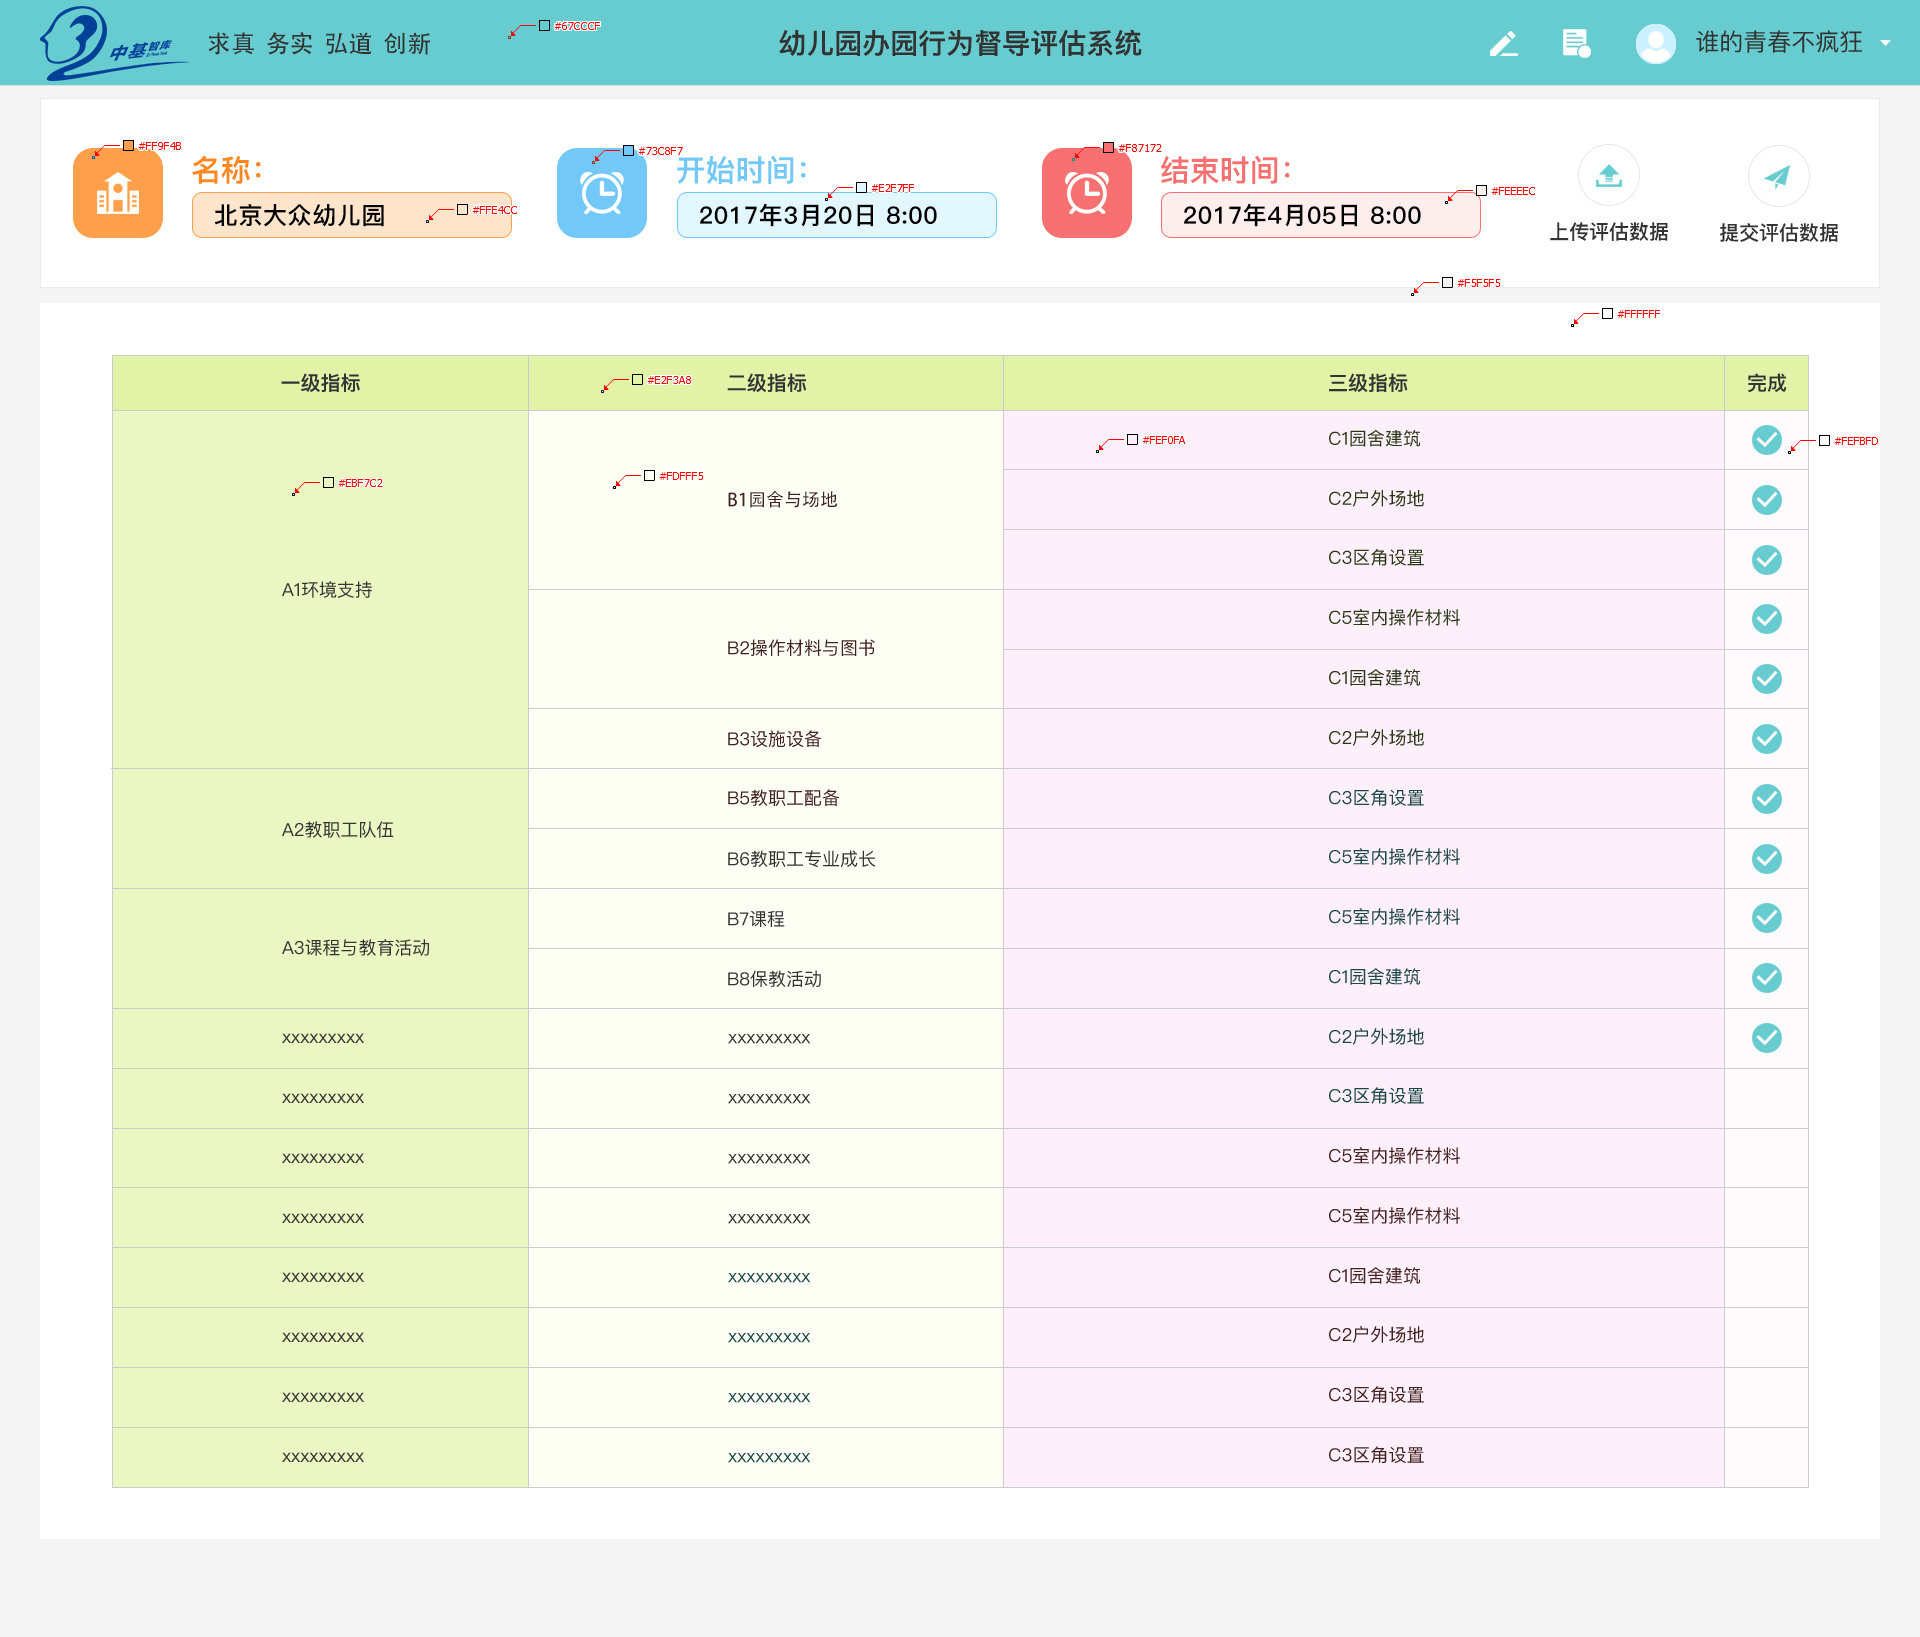 中基智库
求真 务实 弘道 创新
#67CCCF
幼儿园办园行为督导评估系统
谁的青春不疯狂
#FF9F4B
名称：
北京大众幼儿园
#FFE4CC
#73C8F7
开始时间：
#E2F7FF
2017年3月20日 8:00
#F87172
结束时间：
#FEEEEC
2017年4月05日 8:00
上传评估数据
提交评估数据
#F5F5F5
#FFFFFF
一级指标
#E2F3A8
二级指标
三级指标
完成
#FEF0FA
C1园舍建筑
#FEFBFD
#EBF7C2
#FDFFF5
B1园舍与场地
C2户外场地
C3区角设置
A1环境支持
C5室内操作材料
B2操作材料与图书
C1园舍建筑
B3设施设备
C2户外场地
A2教职工队伍
B5教职工配备
C3区角设置
B6教职工专业成长
C5室内操作材料
A3课程与教育活动
B7课程
C5室内操作材料
B8保教活动
C1园舍建筑
xxxxxxxxx
xxxxxxxxx
C2户外场地
xxxxxxxxx
xxxxxxxxx
C3区角设置
xxxxxxxxx
xxxxxxxxx
C5室内操作材料
xxxxxxxxx
xxxxxxxxx
C5室内操作材料
xxxxxxxxx
xxxxxxxxx
C1园舍建筑
xxxxxxxxx
xxxxxxxxx
C2户外场地
xxxxxxxxx
xxxxxxxxx
C3区角设置
xxxxxxxxx
xxxxxxxxx
C3区角设置